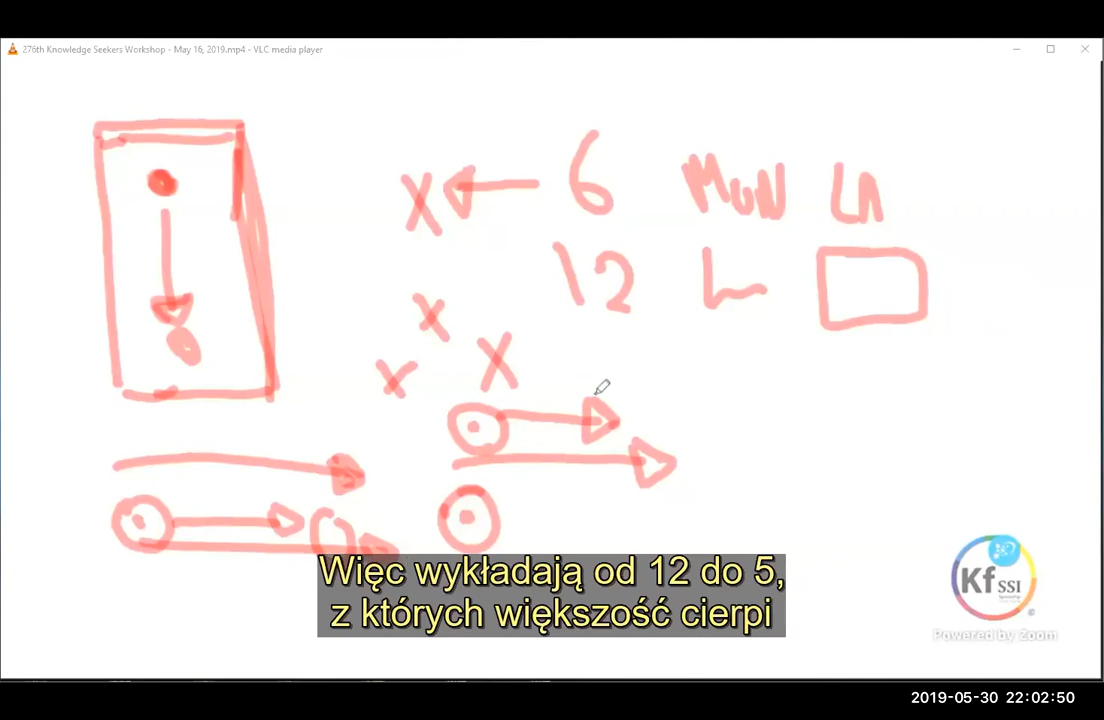 276th Knowledge Seekers Workshop - May 16, 2019.mp4 - VLC media player
X 6 MUN
12
X
X X
Więc wykładają od 12 do 5,
z których większość cierpi
Kf SSI
Powered by Zoom
2019-05-30 22:02:50